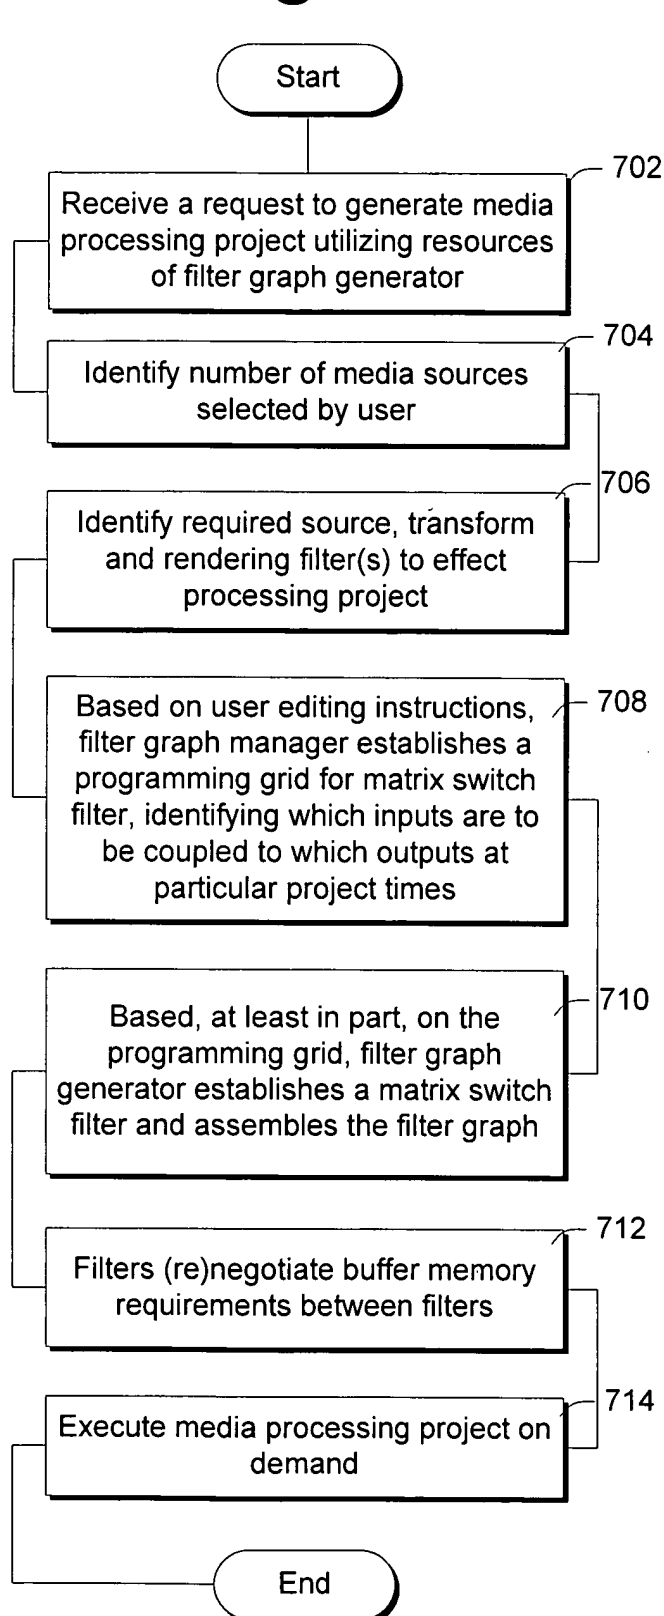 Start
702
Receive a request to generate media
processing project utilizing resources
of filter graph generator
704
Identify number of media sources
selected by user
706
Identify required source, transform
and rendering filter(s) to effect
processing project
708
Based on user editing instructions,
filter graph manager establishes a
programming grid for matrix switch
filter, identifying which inputs are to
be coupled to which outputs at
particular project times
710
Based, at least in part, on the
programming grid, filter graph
generator establishes a matrix switch
filter and assembles the filter graph
712
Filters (re)negotiate buffer memory
requirements between filters
714
Execute media processing project on
demand
End